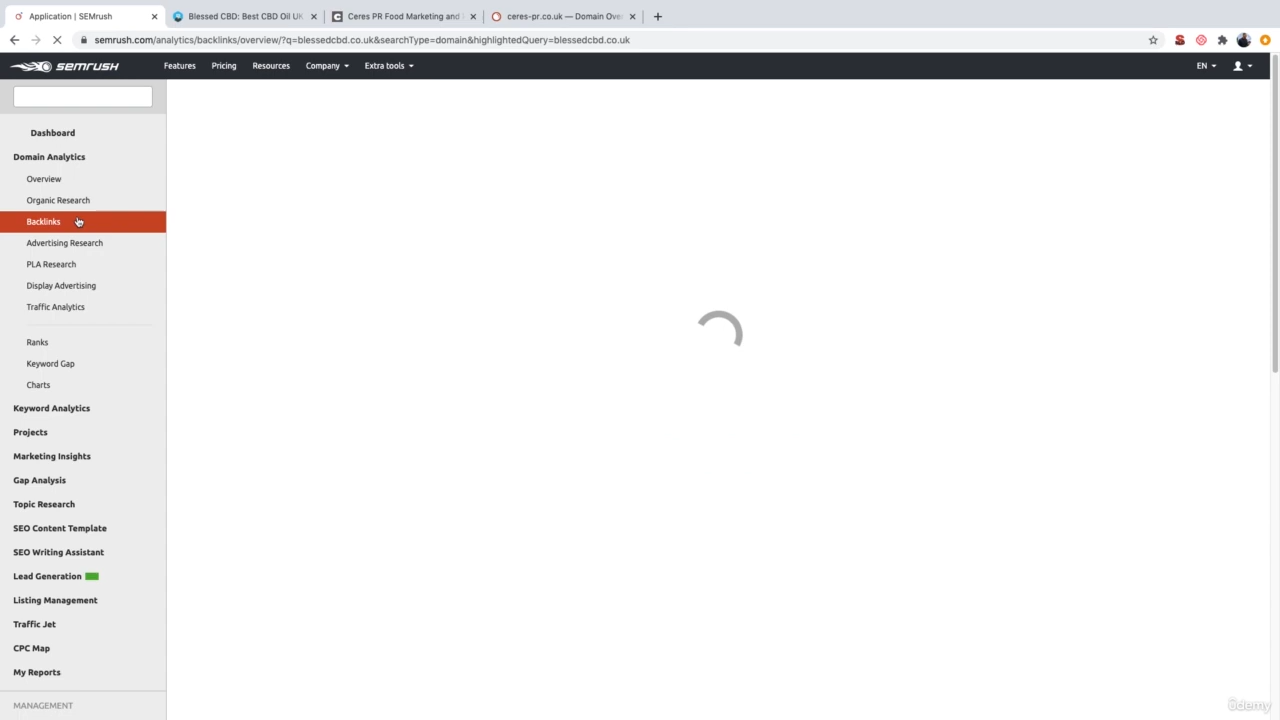 Application | SEMrush
Blessed CBD: Best CBD Oil UK
Ceres PR Food Marketing and
ceres-pr.co.uk — Domain Over
semrush.com/analytics/backlinks/overview/?q=blessedcbd.co.uk&searchType=domain&highlightedQuery=blessedcbd.co.uk
SEMRUSH
Features
Pricing
Resources
Company
Extra tools
EN
Dashboard
Domain Analytics
Overview
Organic Research
Backlinks
Advertising Research
PLA Research
Display Advertising
Traffic Analytics
Ranks
Keyword Gap
Charts
Keyword Analytics
Projects
Marketing Insights
Gap Analysis
Topic Research
SEO Content Template
SEO Writing Assistant
Lead Generation
Listing Management
Traffic Jet
CPC Map
My Reports
MANAGEMENT
ûdemy